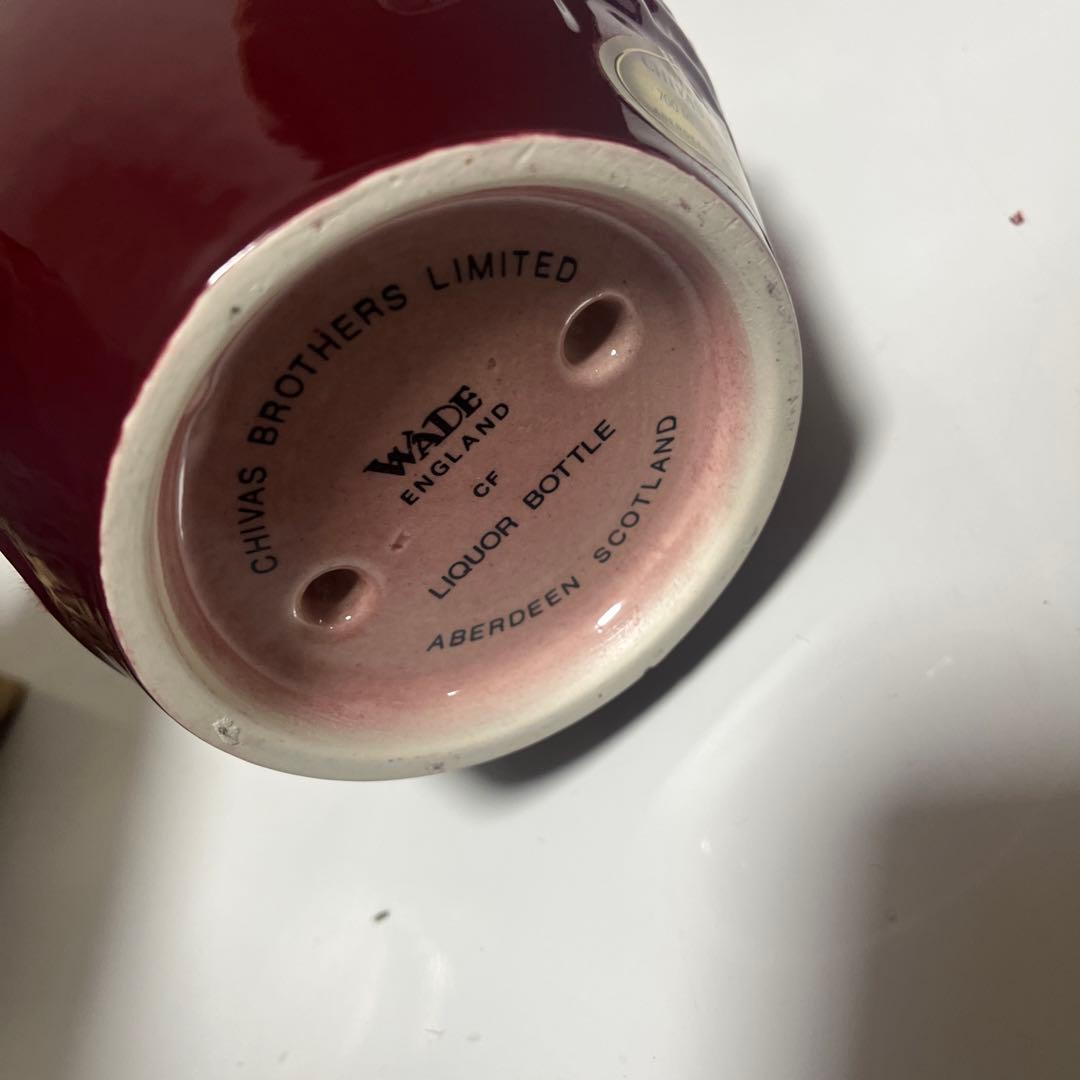 CHIVAS BROTHERS LIMITED
WADE
ENGLAND
CF
LIQUOR BOTTLE
ABERDEEN SCOTLAND